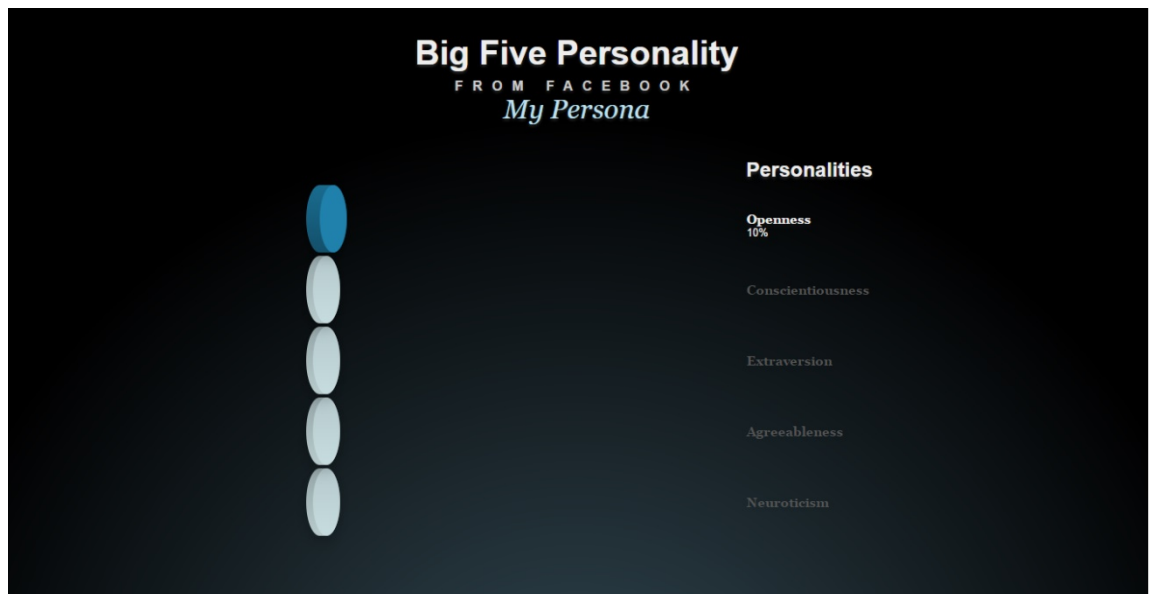 Big Five Personality
FROM FACEBOOK
My Persona
Personalities
Openness
10%
Conscientiousness
Extraversion
Agreeableness
Neuroticism